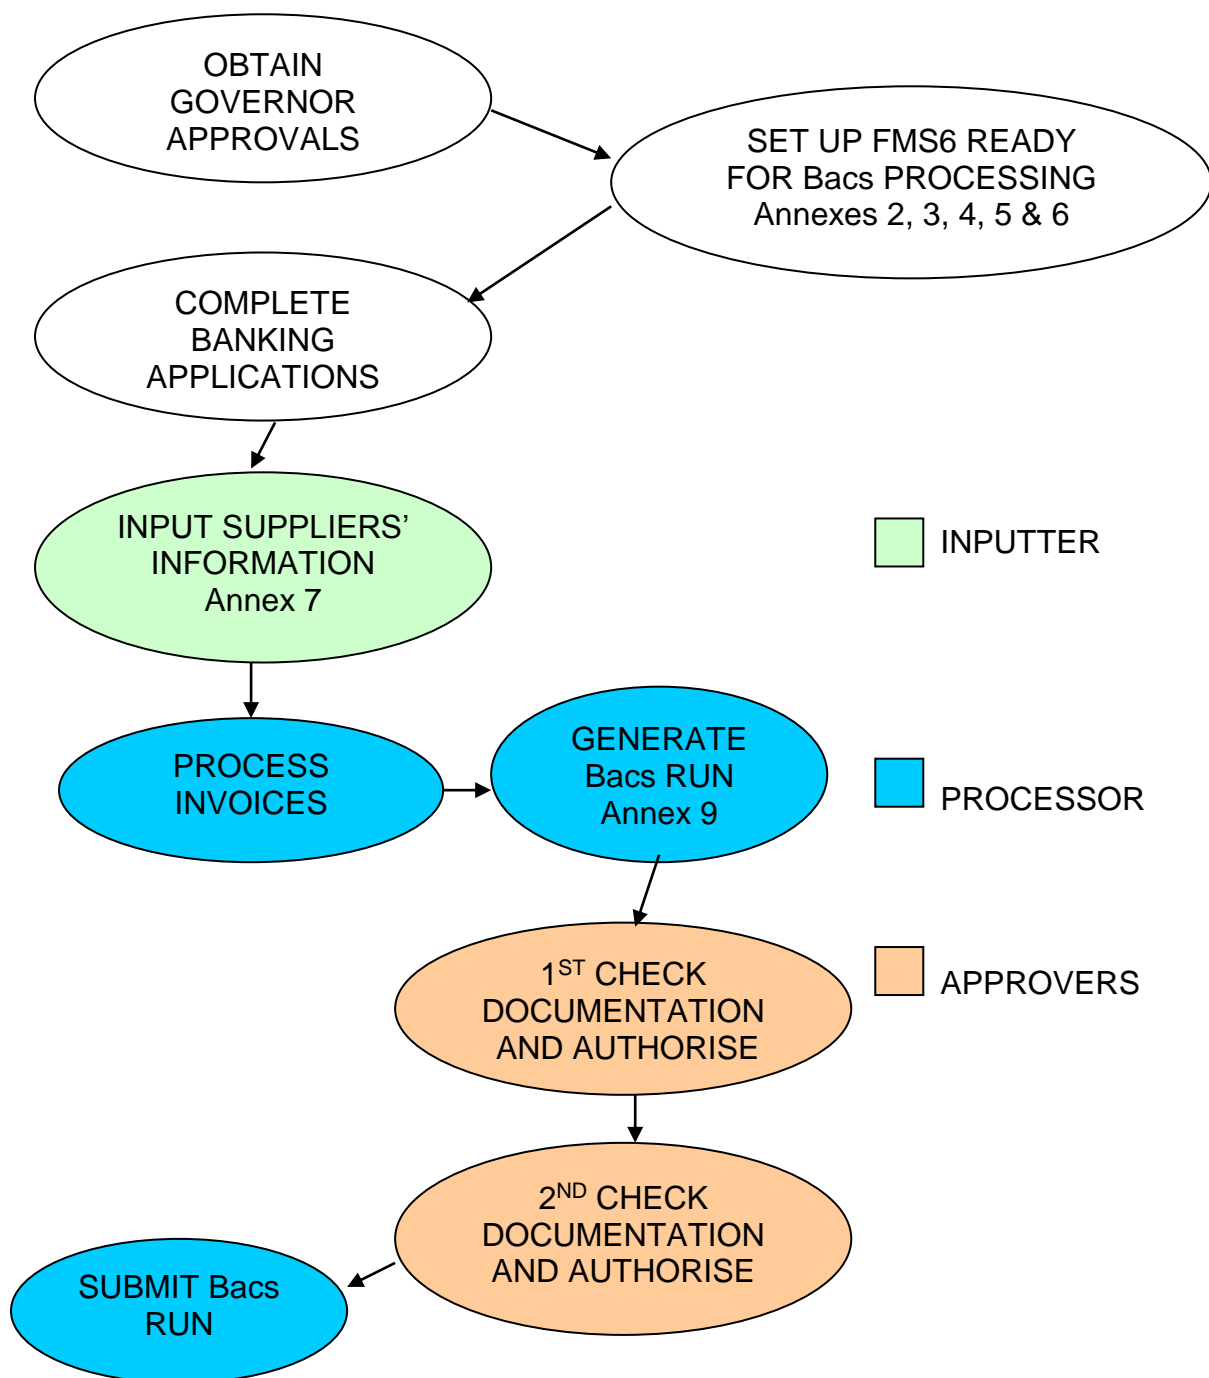 OBTAIN
GOVERNOR
APPROVALS
SET UP FMS6 READY
FOR Bacs PROCESSING
Annexes 2, 3, 4, 5 & 6
COMPLETE
BANKING
APPLICATIONS
INPUT SUPPLIERS’
INFORMATION
Annex 7
INPUTTER
PROCESS
INVOICES
GENERATE
Bacs RUN
Annex 9
PROCESSOR
1ST CHECK
DOCUMENTATION
AND AUTHORISE
APPROVERS
2ND CHECK
DOCUMENTATION
AND AUTHORISE
SUBMIT Bacs
RUN